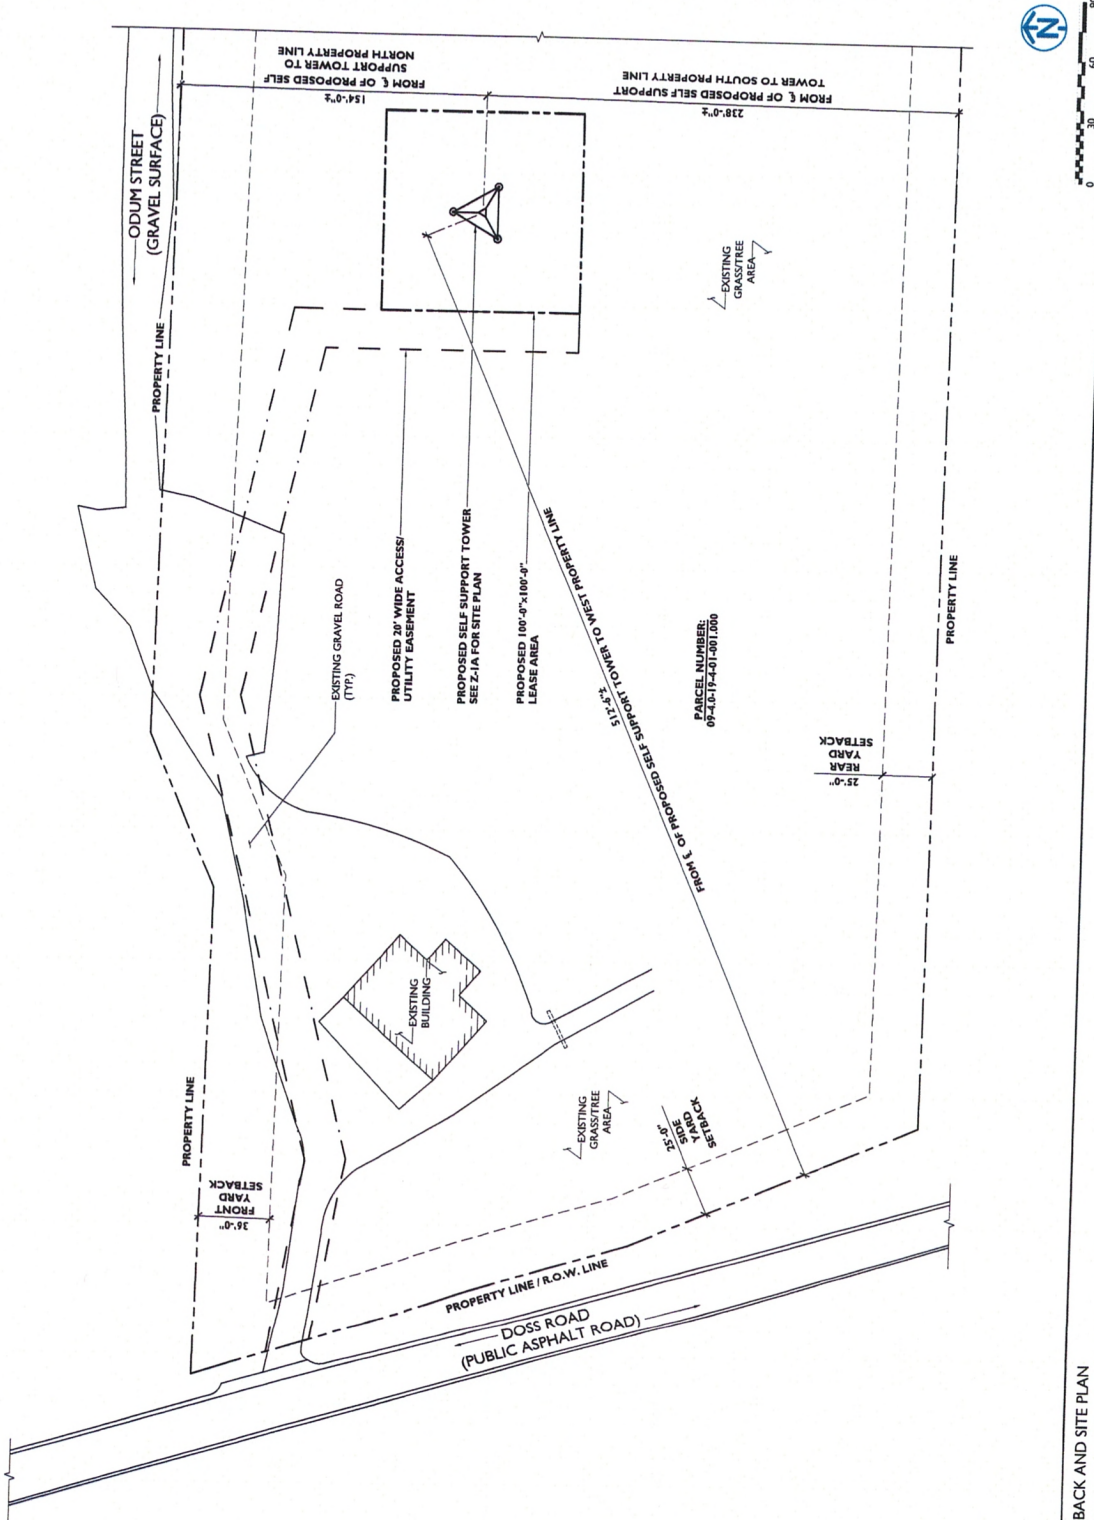 N
ODUM STREET
(GRAVEL SURFACE)
PROPERTY LINE
154'-0"±
FROM ℄ OF PROPOSED SELF
SUPPORT TOWER TO
NORTH PROPERTY LINE
238'-0"±
FROM ℄ OF PROPOSED SELF SUPPORT
TOWER TO SOUTH PROPERTY LINE
EXISTING
GRASS/TREE
AREA
EXISTING GRAVEL ROAD
(TYP.)
PROPOSED 20' WIDE ACCESS/
UTILITY EASEMENT
PROPOSED SELF SUPPORT TOWER
SEE Z-1A FOR SITE PLAN
PROPOSED 100'-0"x100'-0"
LEASE AREA
512'-6"±
FROM ℄ OF PROPOSED SELF SUPPORT TOWER TO WEST PROPERTY LINE
PARCEL NUMBER:
09-4.0-19-4-01-001.000
PROPERTY LINE
25'-0"
REAR
YARD
SETBACK
EXISTING
BUILDING
PROPERTY LINE
36'-0"
FRONT
YARD
SETBACK
EXISTING
GRASS/TREE
AREA
25'-0"
SIDE
YARD
SETBACK
PROPERTY LINE / R.O.W. LINE
DOSS ROAD
(PUBLIC ASPHALT ROAD)
0
30
BACK AND SITE PLAN